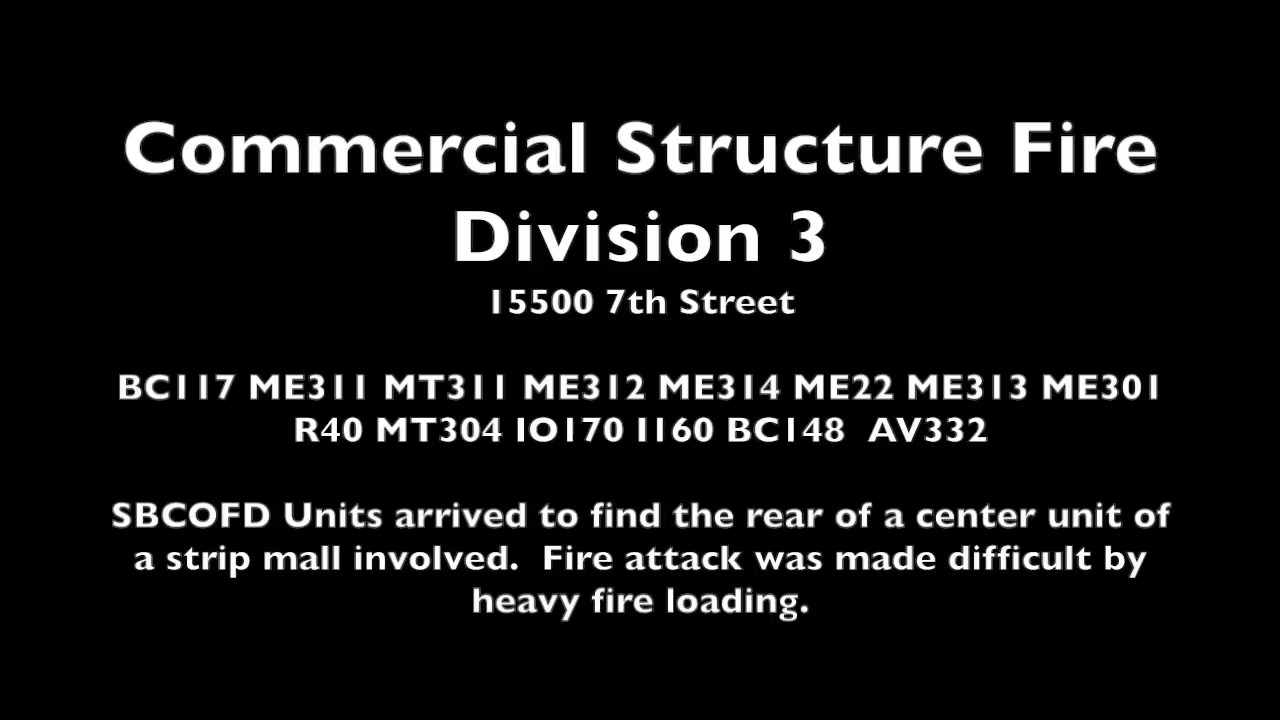 Commercial Structure Fire
Division 3
15500 7th Street
BC117 ME311 MT311 ME312 ME314 ME22 ME313 ME301
R40 MT304 IO170 I160 BC148  AV332
SBCOFD Units arrived to find the rear of a center unit of
a strip mall involved.  Fire attack was made difficult by
heavy fire loading.